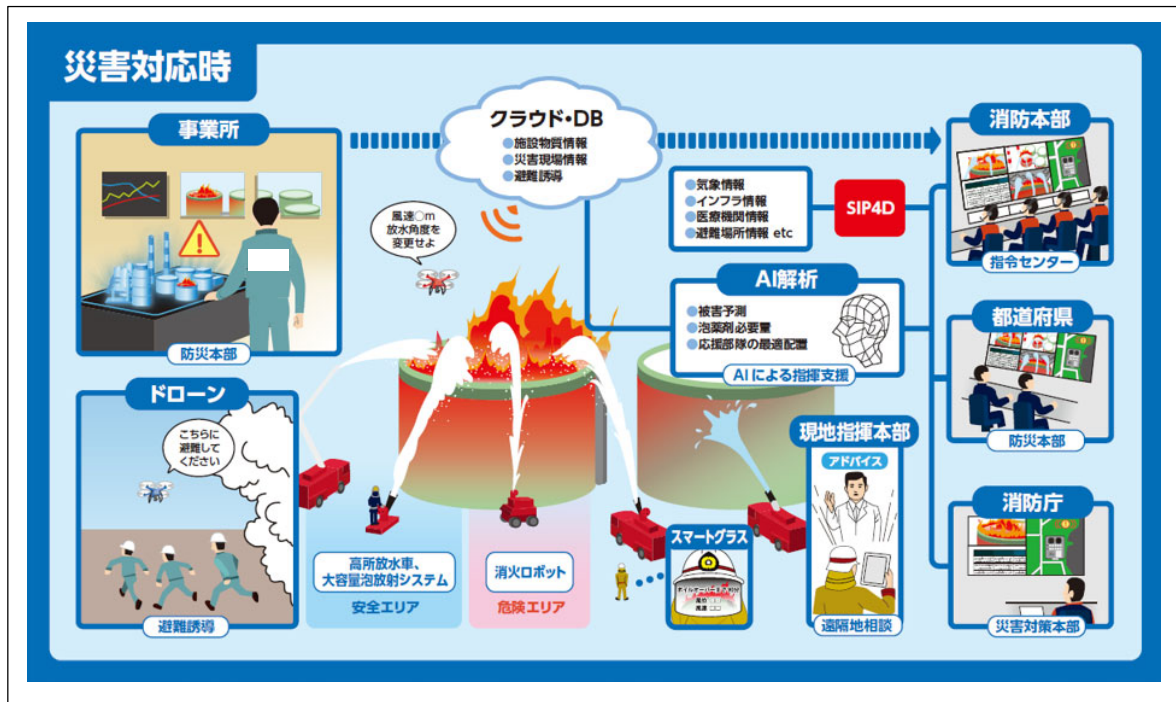 災害対応時
事業所
防災本部
クラウド・DB
●施設物質情報
●災害現場情報
●避難誘導
風速○m
放水角度を
変更せよ
●気象情報
●インフラ情報
●医療機関情報
●避難場所情報 etc
SIP4D
消防本部
指令センター
AI解析
●被害予測
●泡薬剤必要量
●応援部隊の最適配置
AIによる指揮支援
都道府県
防災本部
ドローン
こちらに
避難して
ください
避難誘導
高所放水車、
大容量泡放射システム
安全エリア
消火ロボット
危険エリア
スマートグラス
現地指揮本部
アドバイス
遠隔地相談
消防庁
災害対策本部